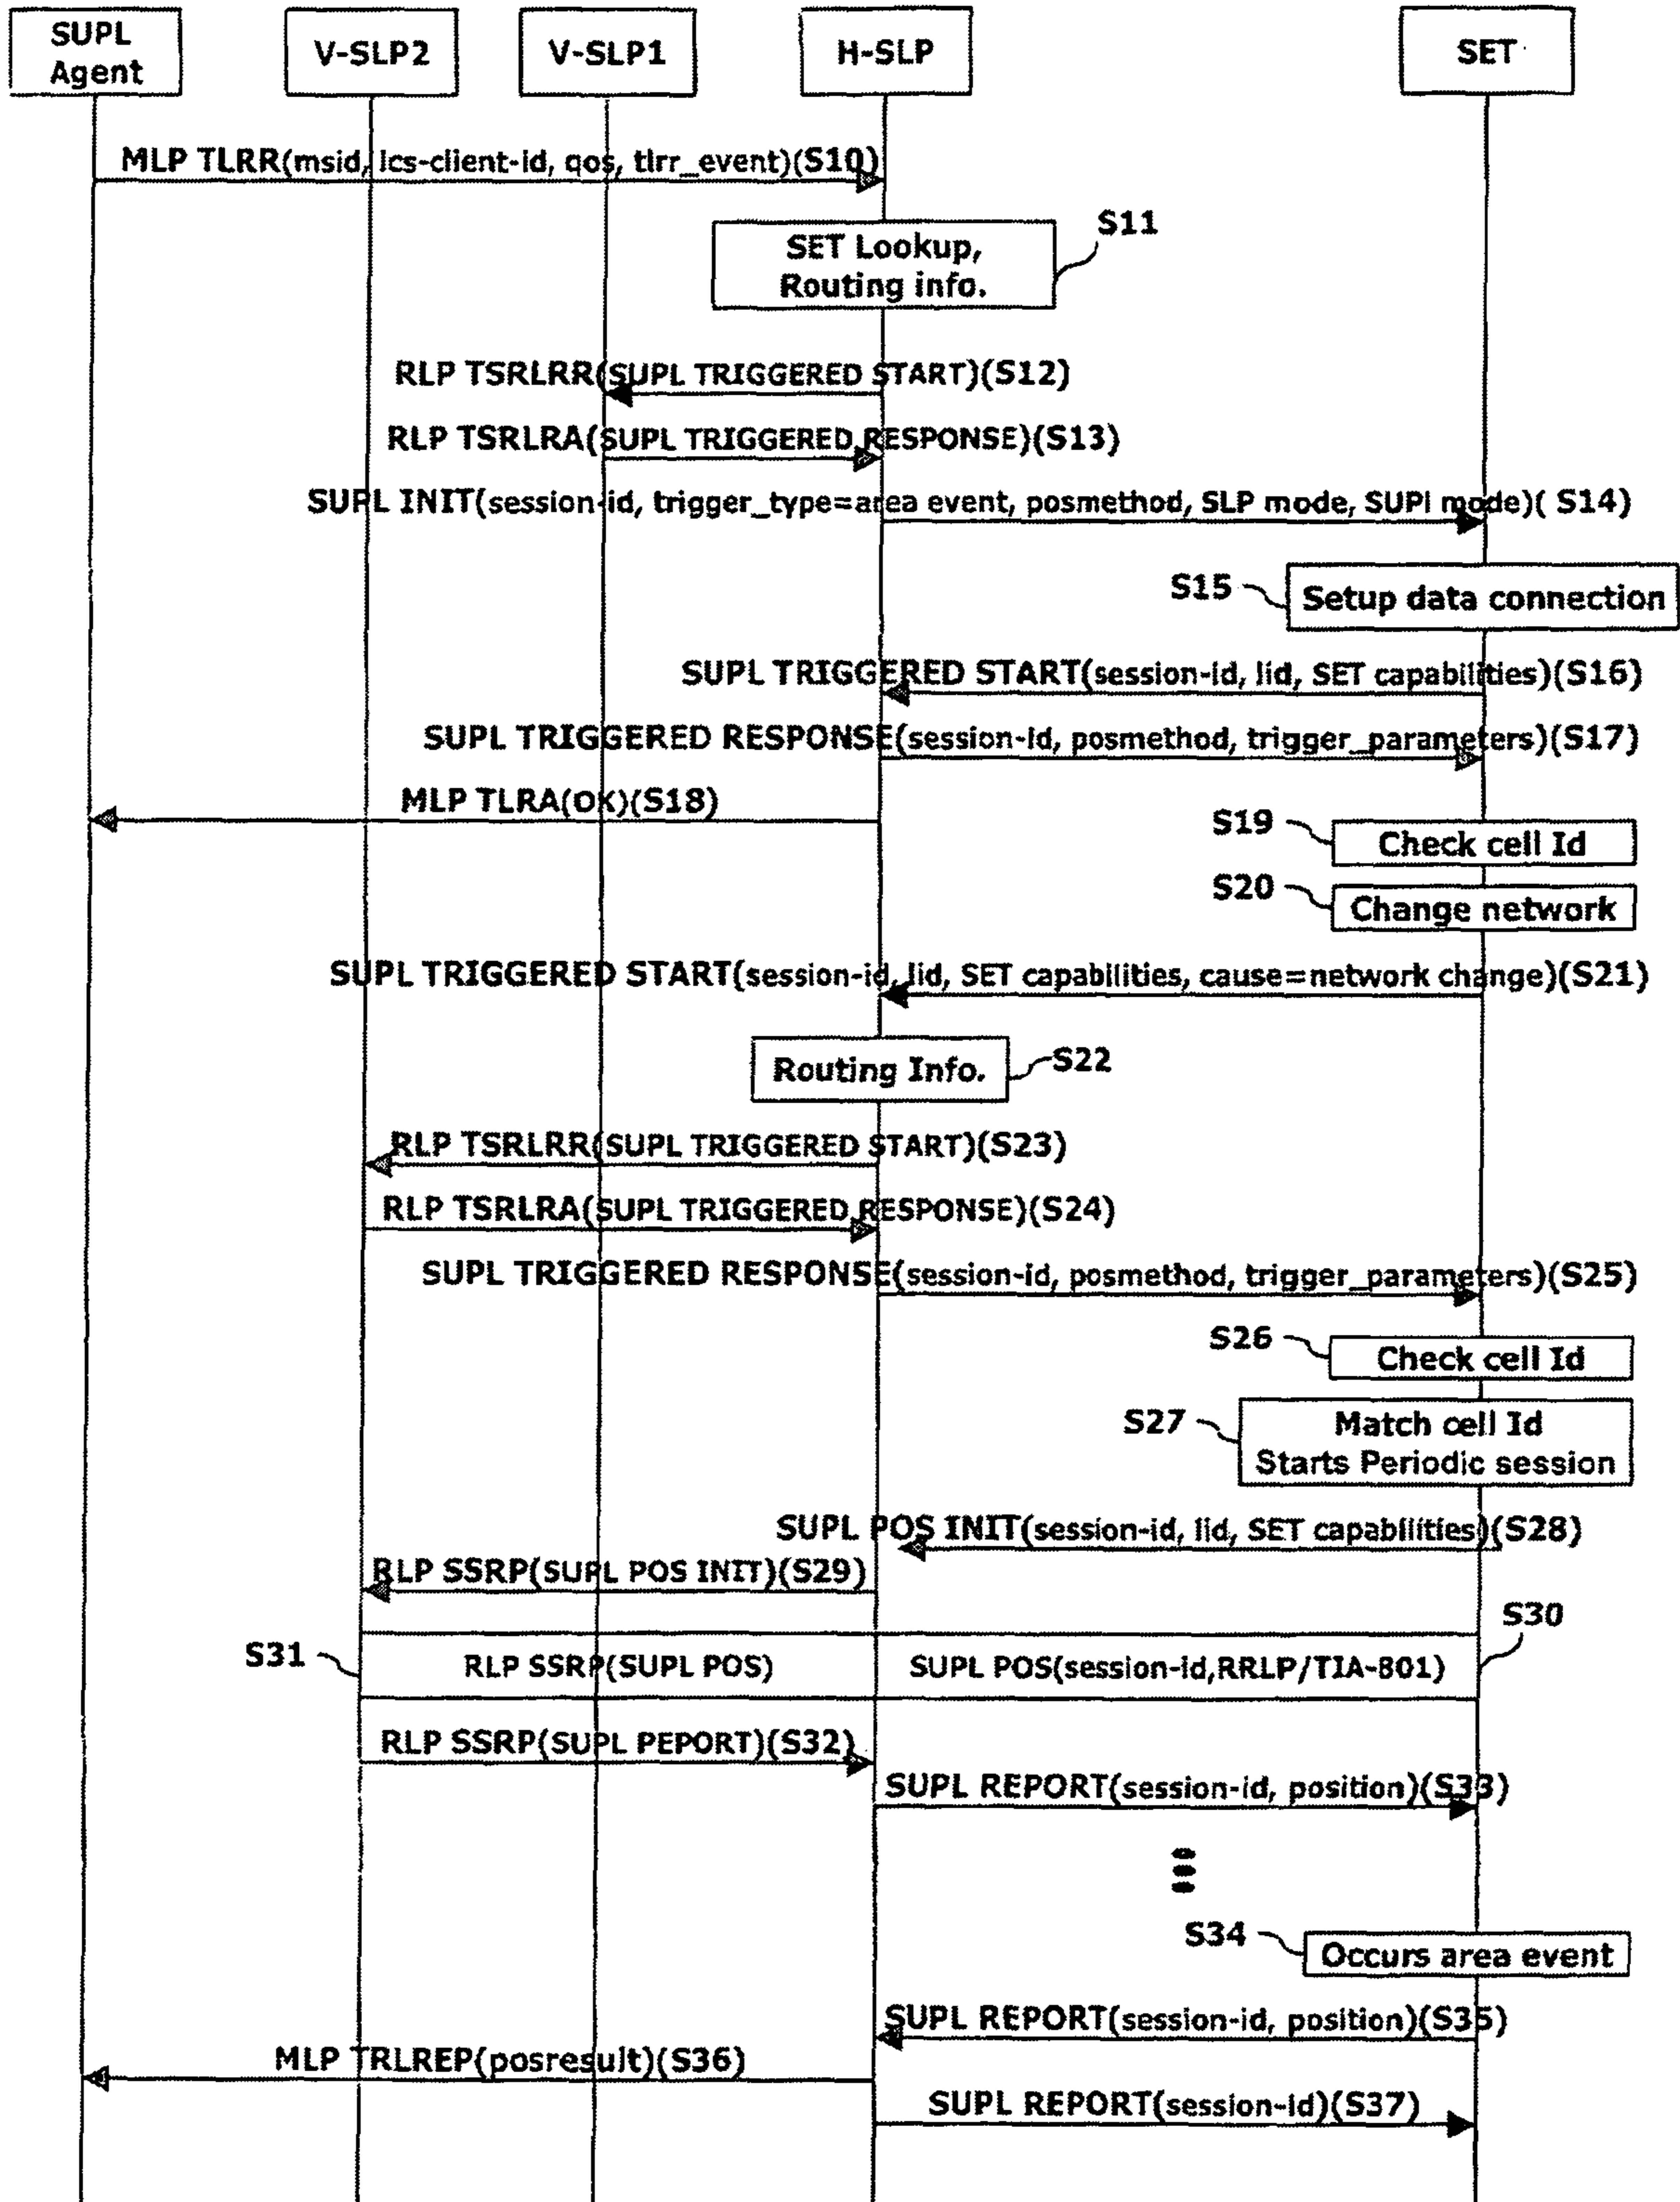 SUPL
Agent
V-SLP2
V-SLP1
H-SLP
SET
MLP TLRR(msid, lcs-client-id, qos, tlrr_event)(S10)
S11
SET Lookup,
Routing info.
RLP TSRLRR(SUPL TRIGGERED START)(S12)
RLP TSRLRA(SUPL TRIGGERED RESPONSE)(S13)
SUPL INIT(session-id, trigger_type=area event, posmethod, SLP mode, SUPl mode)( S14)
S15
Setup data connection
SUPL TRIGGERED START(session-id, lid, SET capabilities)(S16)
SUPL TRIGGERED RESPONSE(session-id, posmethod, trigger_parameters)(S17)
MLP TLRA(OK)(S18)
S19
Check cell Id
S20
Change network
SUPL TRIGGERED START(session-id, lid, SET capabilities, cause=network change)(S21)
Routing Info.
S22
RLP TSRLRR(SUPL TRIGGERED START)(S23)
RLP TSRLRA(SUPL TRIGGERED RESPONSE)(S24)
SUPL TRIGGERED RESPONSE(session-id, posmethod, trigger_parameters)(S25)
S26
Check cell Id
S27
Match cell Id
Starts Periodic session
SUPL POS INIT(session-id, lid, SET capabilities)(S28)
RLP SSRP(SUPL POS INIT)(S29)
S30
S31
RLP SSRP(SUPL POS)
SUPL POS(session-id,RRLP/TIA-801)
RLP SSRP(SUPL PEPORT)(S32)
SUPL REPORT(session-id, position)(S33)
S34
Occurs area event
SUPL REPORT(session-id, position)(S35)
MLP TRLREP(posresult)(S36)
SUPL REPORT(session-id)(S37)